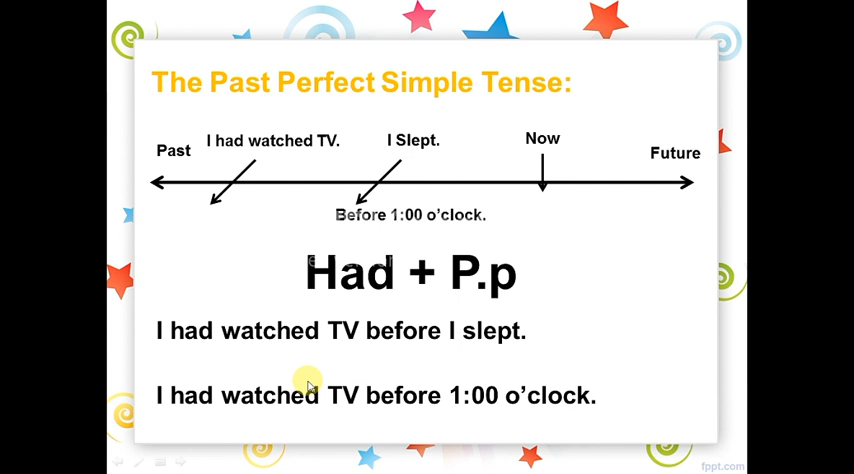 The Past Perfect Simple Tense:
Past I had watched TV. I Slept. Now Future
Before 1:00 o’clock.
Had + P.p
I had watched TV before I slept.
I had watched TV before 1:00 o’clock.
fppt.com